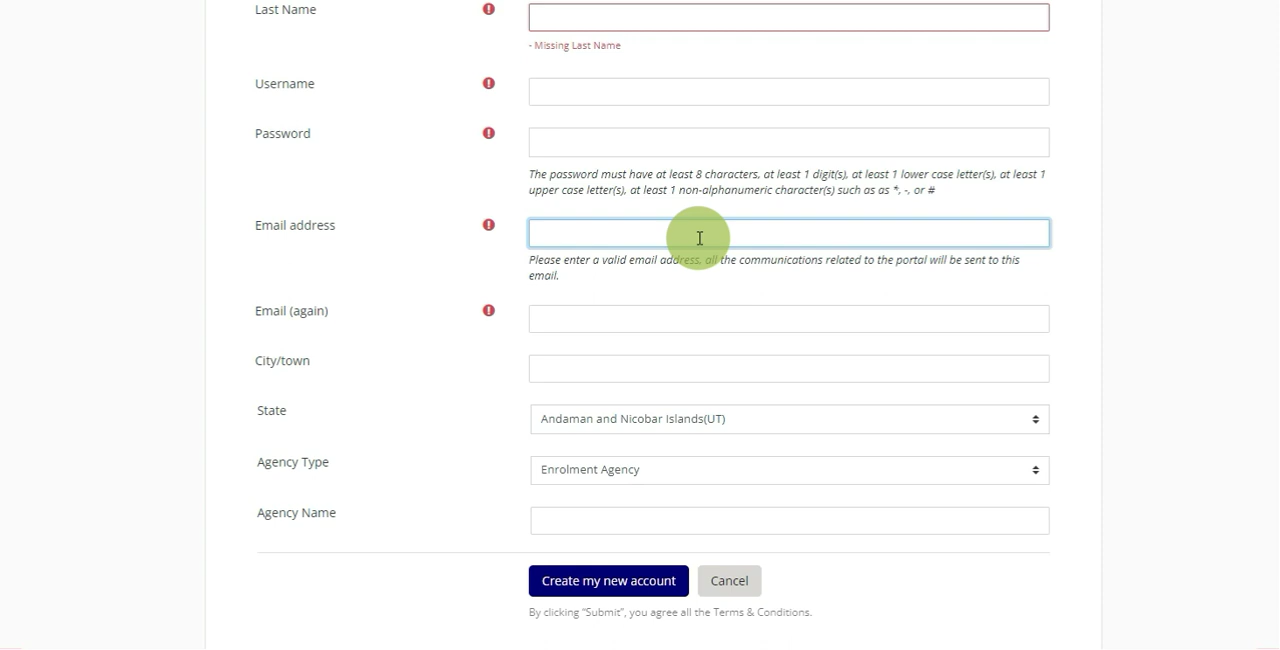 Last Name
- Missing Last Name
Username
Password
The password must have at least 8 characters, at least 1 digit(s), at least 1 lower case letter(s), at least 1
upper case letter(s), at least 1 non-alphanumeric character(s) such as as *, -, or #
Email address
Please enter a valid email address, all the communications related to the portal will be sent to this
email.
Email (again)
City/town
State
Andaman and Nicobar Islands(UT)
Agency Type
Enrolment Agency
Agency Name
Create my new account Cancel
By clicking “Submit”, you agree all the Terms & Conditions.